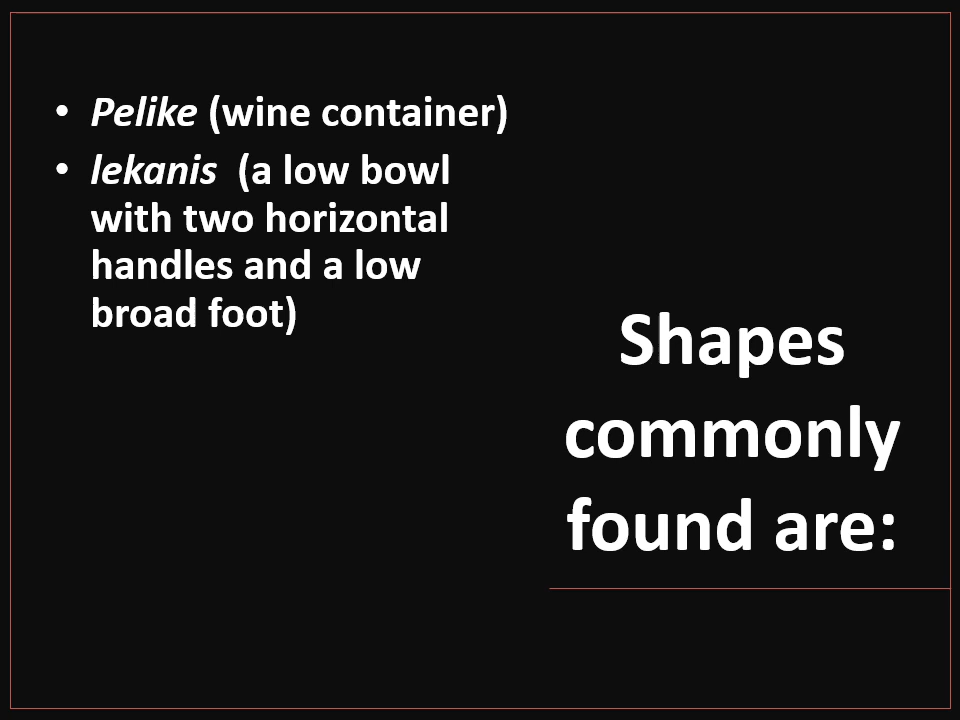 • Pelike (wine container)
• lekanis  (a low bowl
with two horizontal
handles and a low
broad foot)
Shapes
commonly
found are: